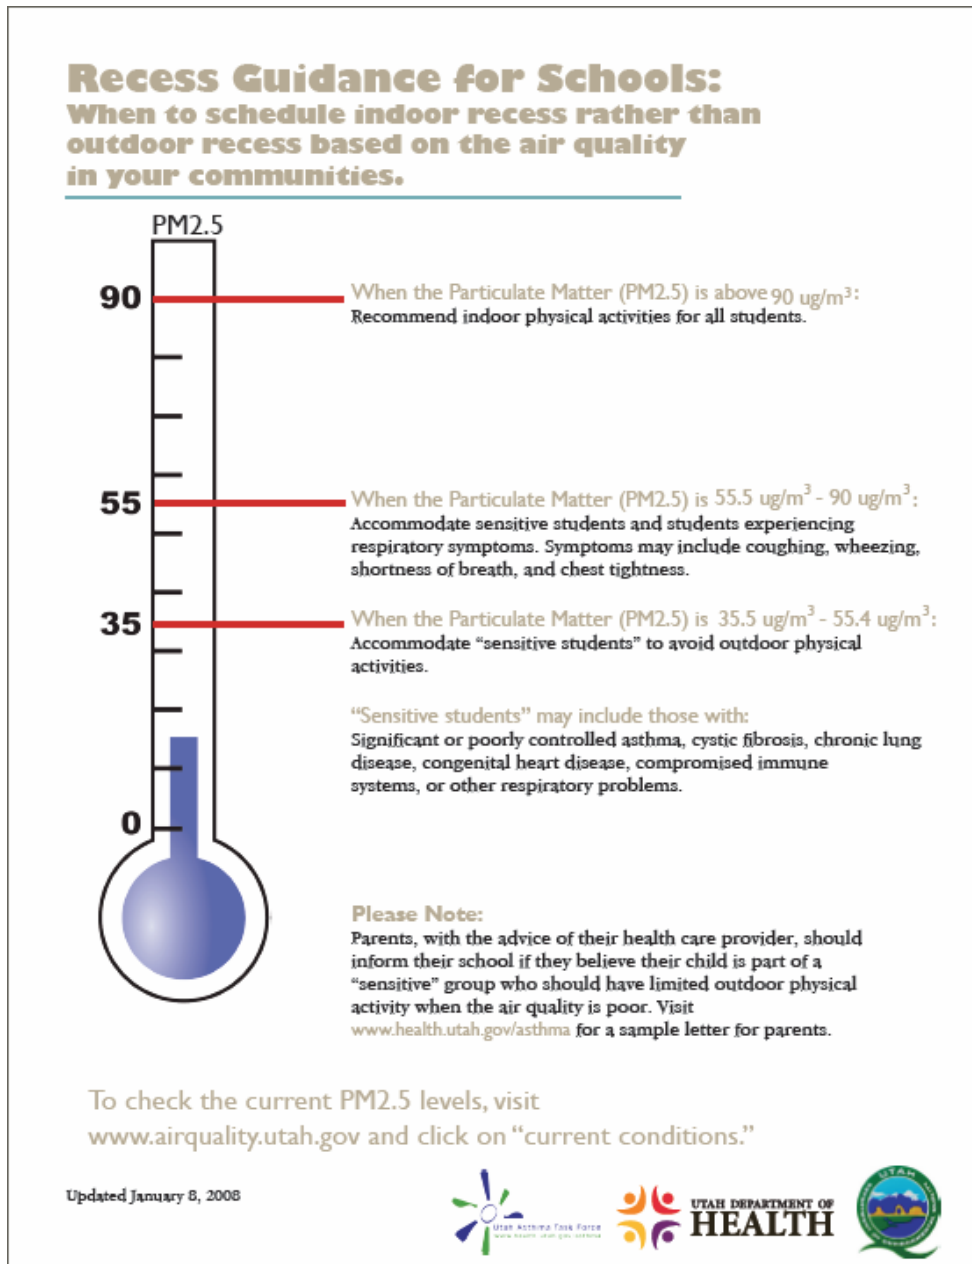 Recess Guidance for Schools:
When to schedule indoor recess rather than
outdoor recess based on the air quality
in your communities.
PM2.5
90
When the Particulate Matter (PM2.5) is above 90 ug/m³:
Recommend indoor physical activities for all students.
55
When the Particulate Matter (PM2.5) is 55.5 ug/m³ - 90 ug/m³:
Accommodate sensitive students and students experiencing
respiratory symptoms. Symptoms may include coughing, wheezing,
shortness of breath, and chest tightness.
35
When the Particulate Matter (PM2.5) is 35.5 ug/m³ - 55.4 ug/m³:
Accommodate “sensitive students” to avoid outdoor physical
activities.
“Sensitive students” may include those with:
Significant or poorly controlled asthma, cystic fibrosis, chronic lung
disease, congenital heart disease, compromised immune
systems, or other respiratory problems.
0
Please Note:
Parents, with the advice of their health care provider, should
inform their school if they believe their child is part of a
“sensitive” group who should have limited outdoor physical
activity when the air quality is poor. Visit
www.health.utah.gov/asthma for a sample letter for parents.
To check the current PM2.5 levels, visit
www.airquality.utah.gov and click on “current conditions.”
Updated January 8, 2008
Utah Asthma Task Force
www.health.utah.gov/asthma
UTAH DEPARTMENT OF
HEALTH
UTAH